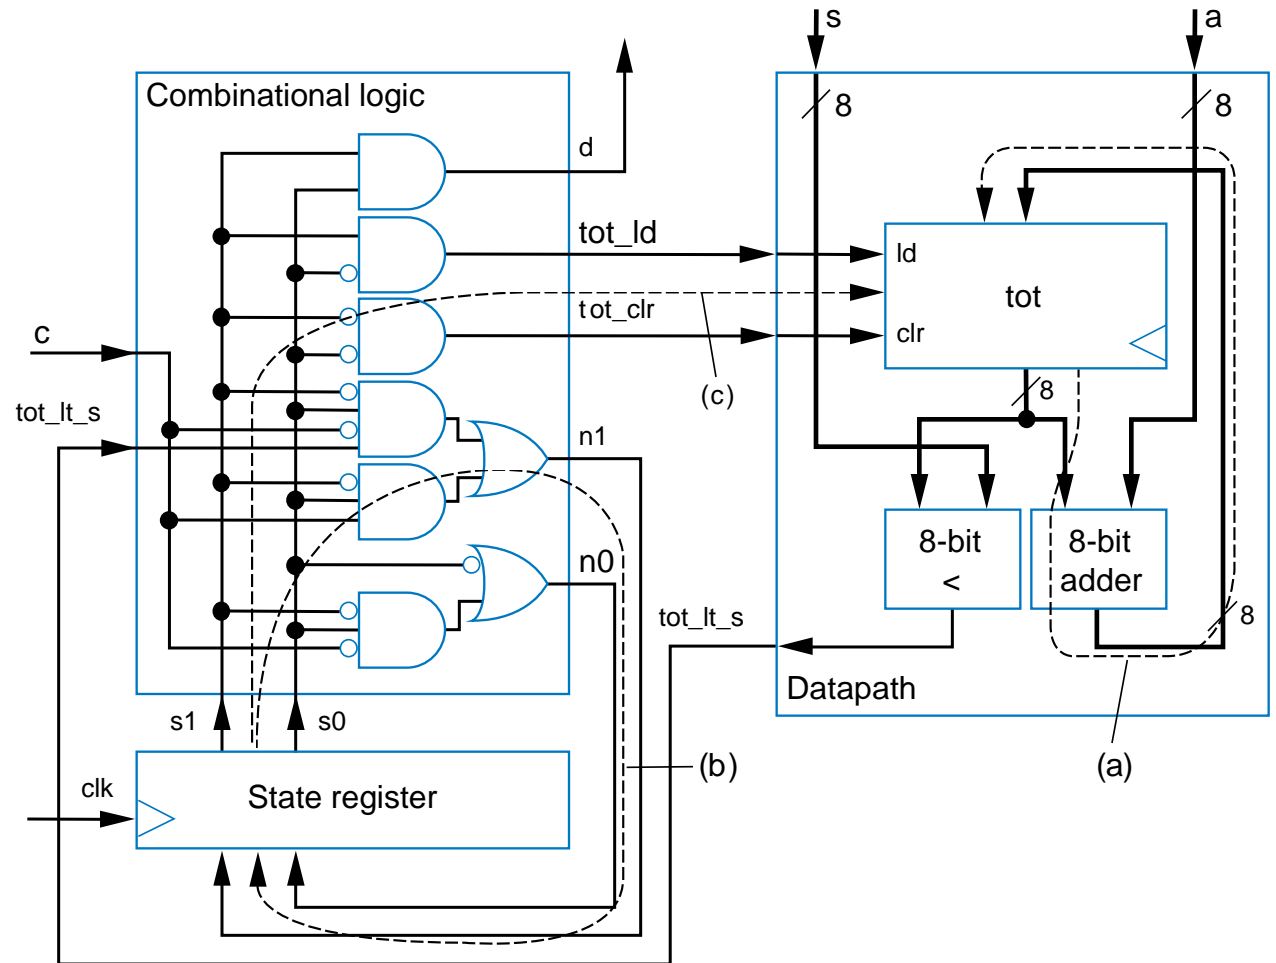 s
a
8
8
Combinational logic
d
tot_ld
ld
tot
tot_clr
clr
c
(c)
tot_lt_s
8
n1
8-bit
<
8-bit
adder
n0
tot_lt_s
8
Datapath
s1
s0
(b)
(a)
clk
State register